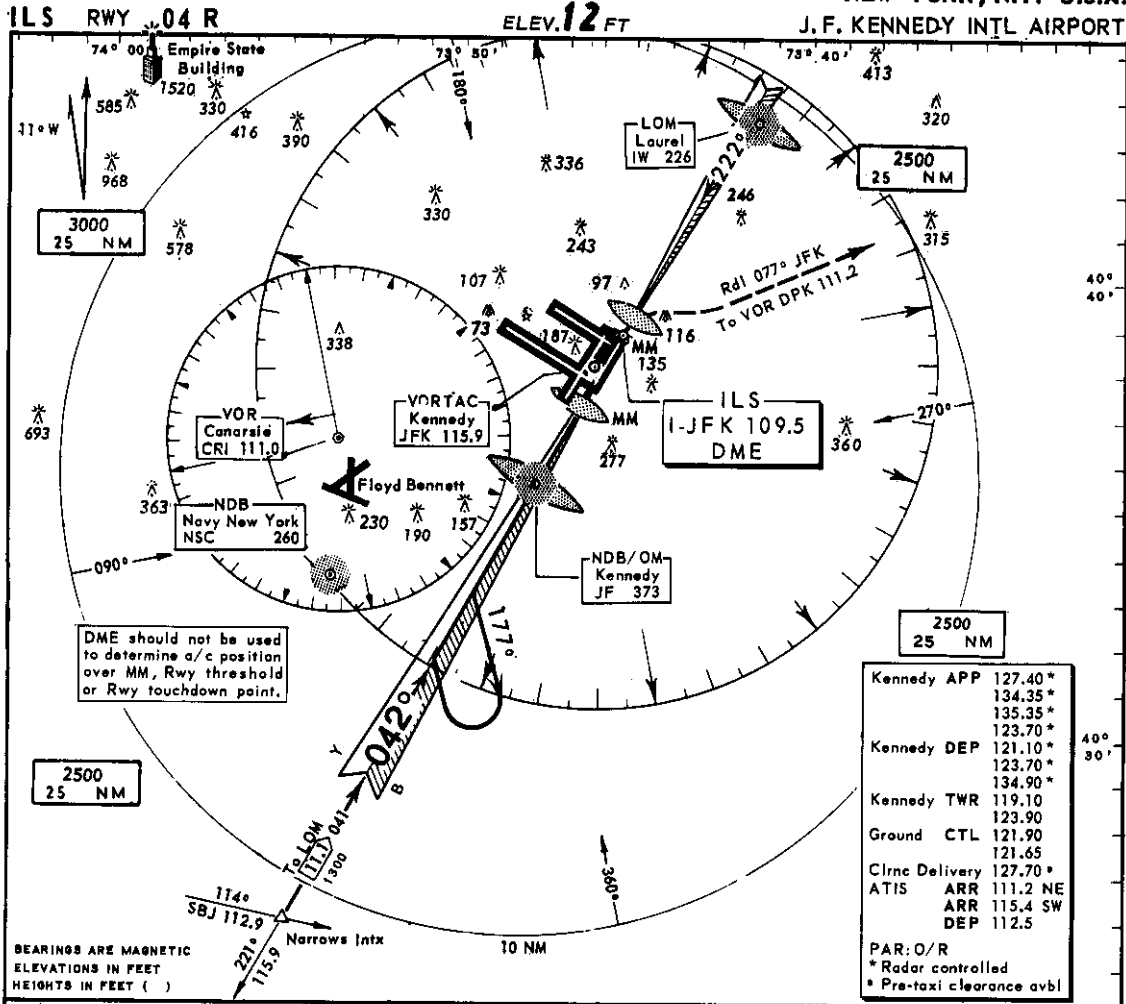 ILS RWY 04 R
ELEV. 12 FT
J. F. KENNEDY INTL AIRPORT
74° 00'
Empire State
Building
1520
73° 50'
73° 40'
413
585
330
416
390
320
11° W
180°
LOM
Laurel
IW 226
222°
2500
25 NM
968
336
3000
25 NM
578
330
246
243
315
107
97
Rdl 077° JFK
To VOR DPK 111.2
40°
40'
73
187
116
MM
135
338
VORTAC
Kennedy
JFK 115.9
MM
ILS
I-JFK 109.5
DME
270°
693
VOR
Canarsie
CRI 111.0
277
360
363
Floyd Bennett
NDB
Navy New York
NSC 260
230
190
157
090°
NDB/OM
Kennedy
JF 373
177°
2500
25 NM
DME should not be used
to determine a/c position
over MM, Rwy threshold
or Rwy touchdown point.
042°
Y
B
2500
25 NM
Kennedy APP 127.40 *
134.35 *
135.35 *
123.70 *
Kennedy DEP 121.10 *
123.70 *
134.90 *
Kennedy TWR 119.10
123.90
Ground CTL 121.90
121.65
Clrnc Delivery 127.70 •
ATIS ARR 111.2 NE
ARR 115.4 SW
DEP 112.5
PAR: O/R
* Radar controlled
• Pre-taxi clearance avbl
40°
30'
To LOM
11.1 041
1300
360°
114°
SBJ 112.9
Narrows Intx
221°
115.9
10 NM
BEARINGS ARE MAGNETIC
ELEVATIONS IN FEET
HEIGHTS IN FEET ( )